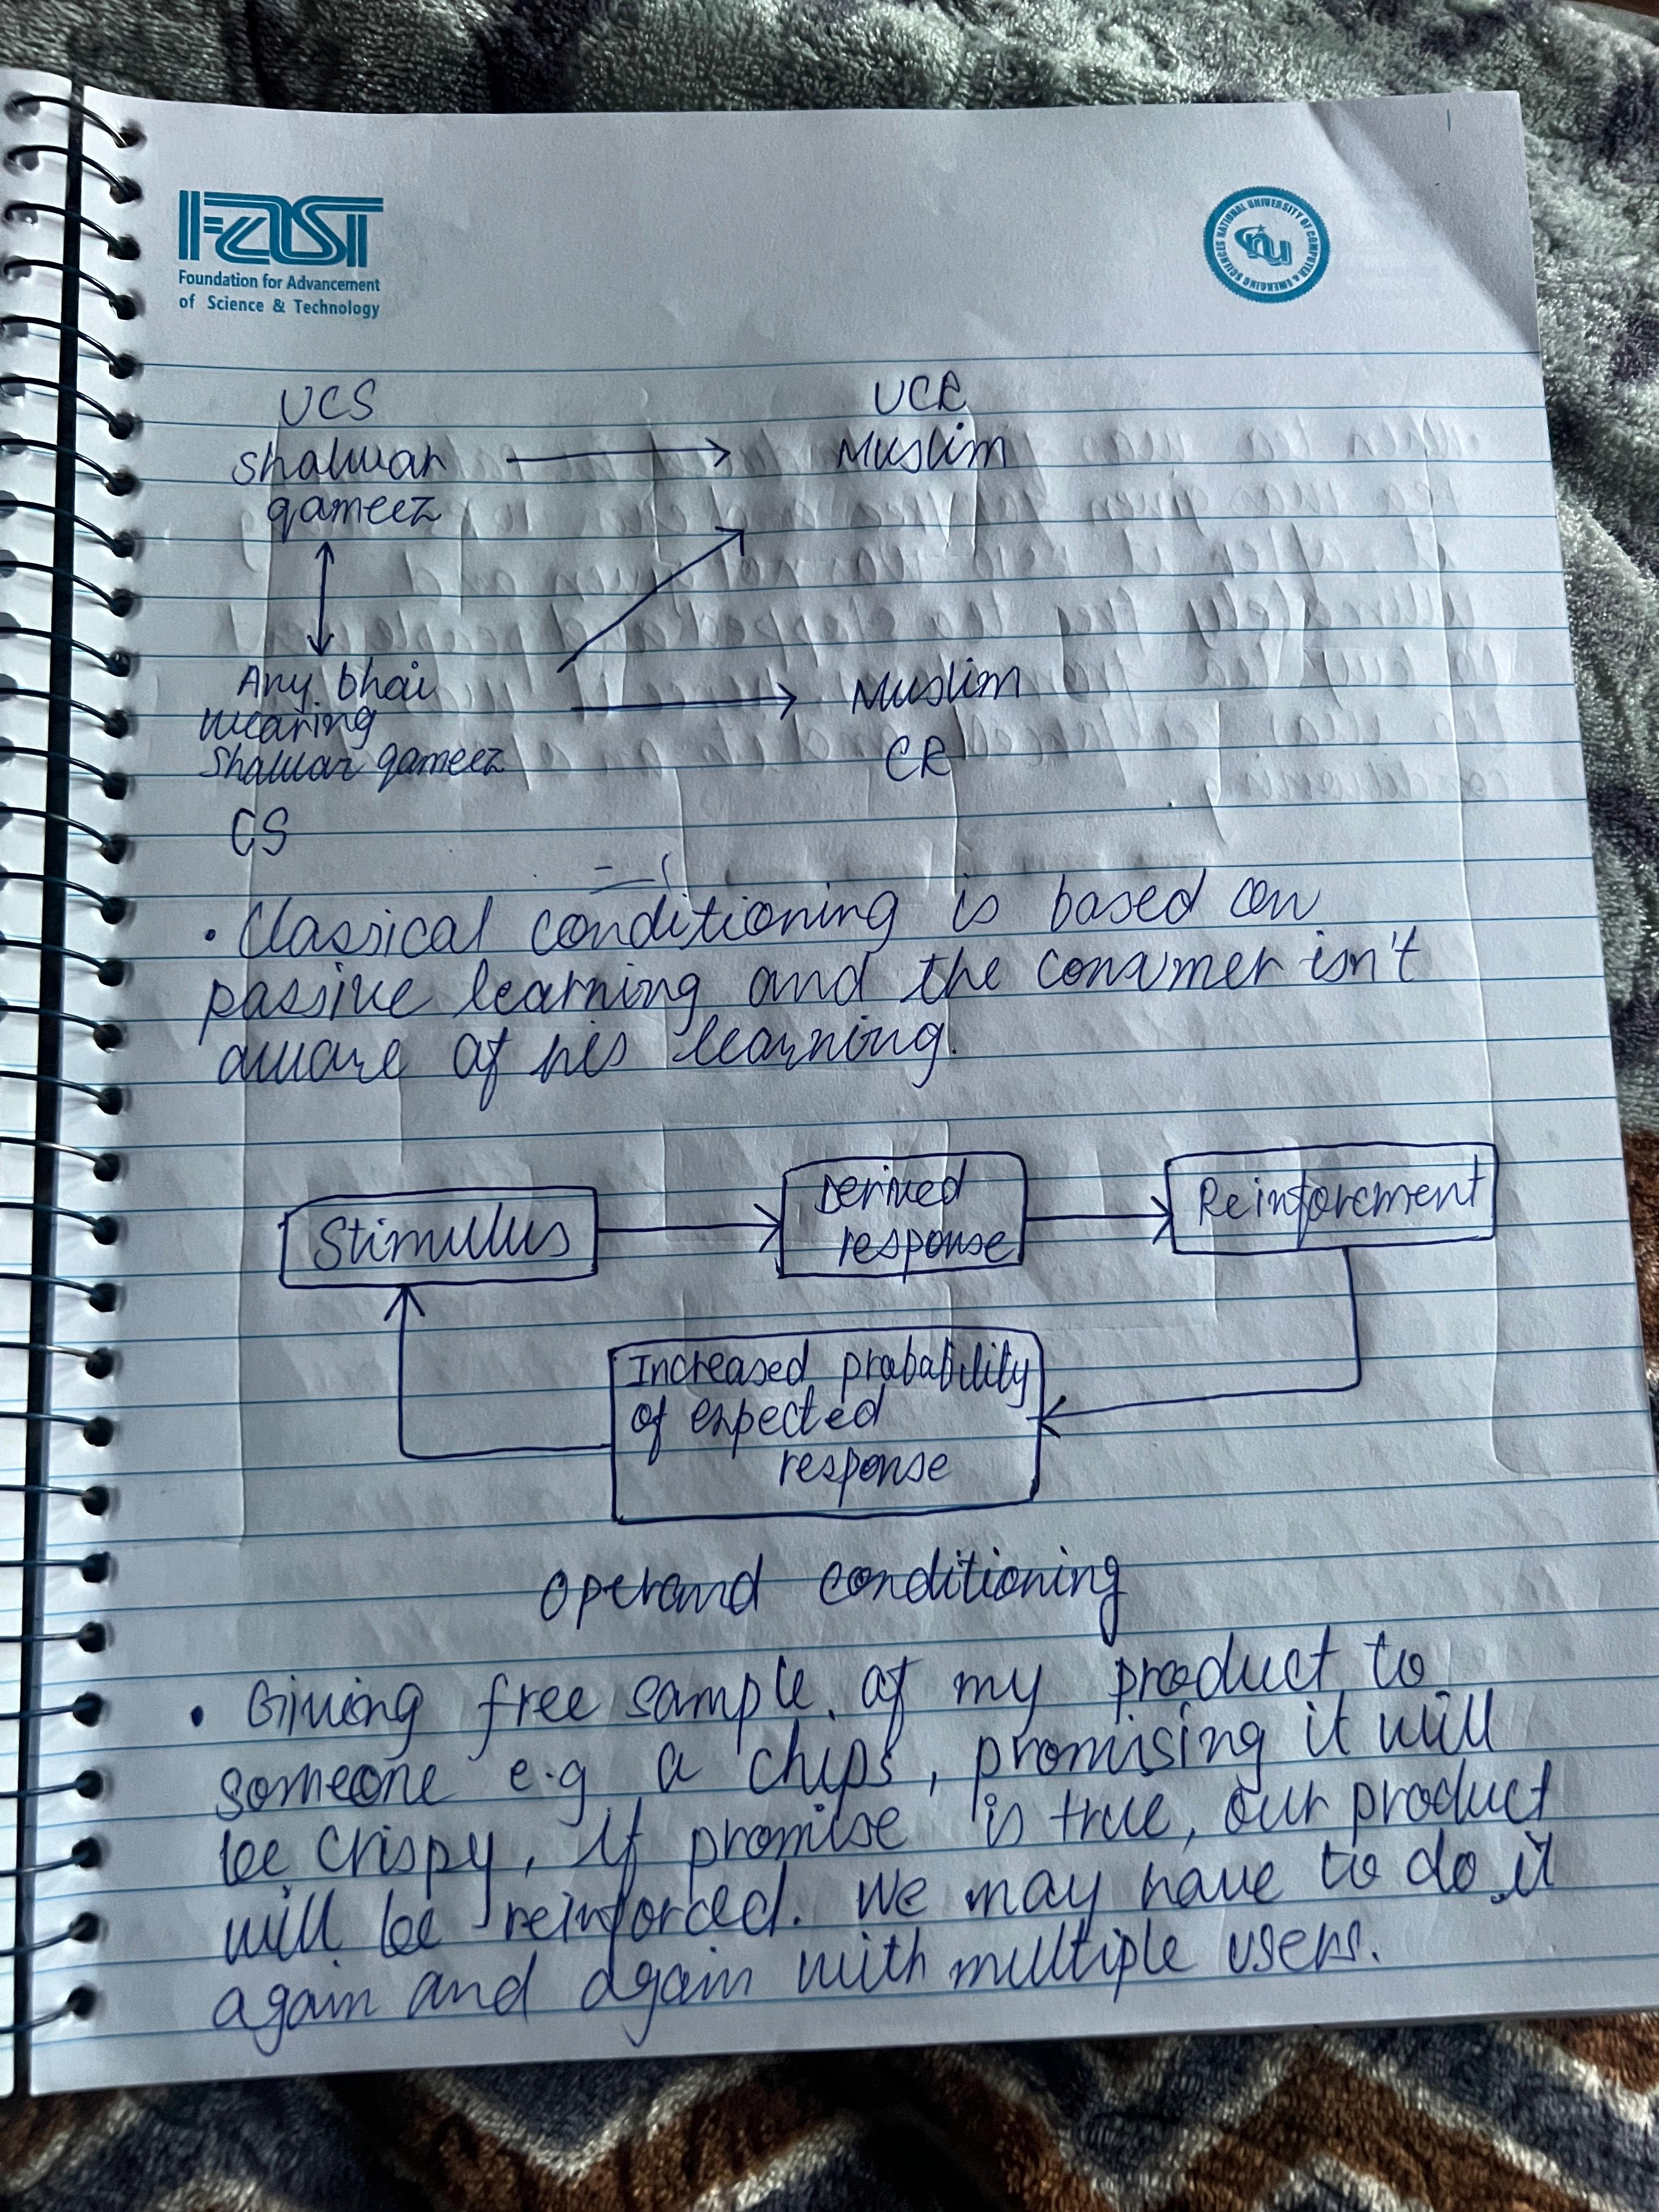 FAST
Foundation for Advancement
of Science & Technology
NATIONAL UNIVERSITY OF COMPUTER & EMERGING SCIENCES
nu
UCS UCR
Shalwar Muslim
qameez
Any bhai Muslim
wearing
Shalwar qameez CR
CS
• Classical conditioning is based on
passive learning and the consumer isn't
aware of his learning.
Stimullus
Derived
response
Reinforcement
Increased probability
of expected
response
Operand conditioning
• Giving free sample of my product to
someone e.g a chips, promising it will
be crispy, if promise is true, our product
will be reinforced. We may have to do it
again and again with multiple users.